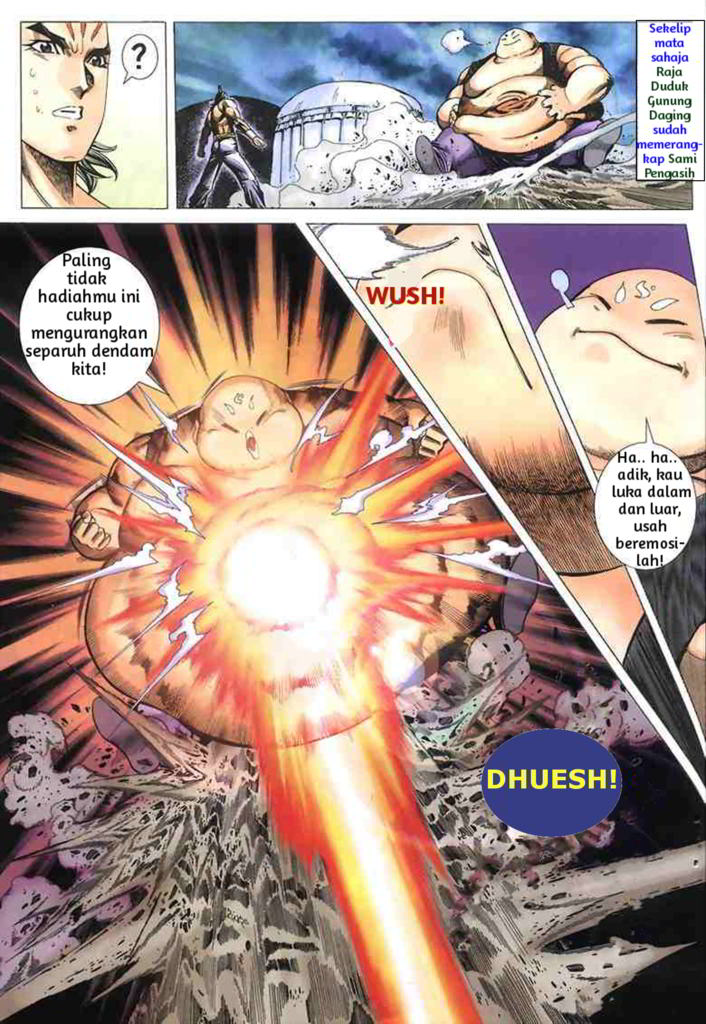 ?
Sekelip
mata
sahaja
Raja
Duduk
Gunung
Daging
sudah
memerang-
kap Sami
Pengasih
Paling
tidak
hadiahmu ini
cukup
mengurangkan
separuh dendam
kita!
WUSH!
Ha.. ha..
adik, kau
luka dalam
dan luar,
usah
beremosi-
lah!
DHUESH!